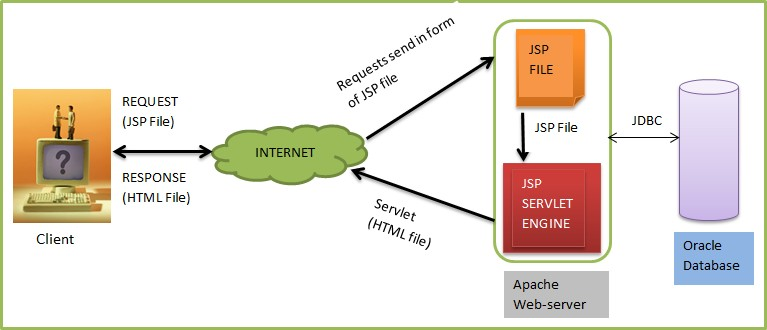 REQUEST
(JSP File)
RESPONSE
(HTML File)
?
Client
INTERNET
Requests send in form
of JSP file
Servlet
(HTML file)
JSP
FILE
JSP File
JSP
SERVLET
ENGINE
Apache
Web-server
JDBC
Oracle
Database